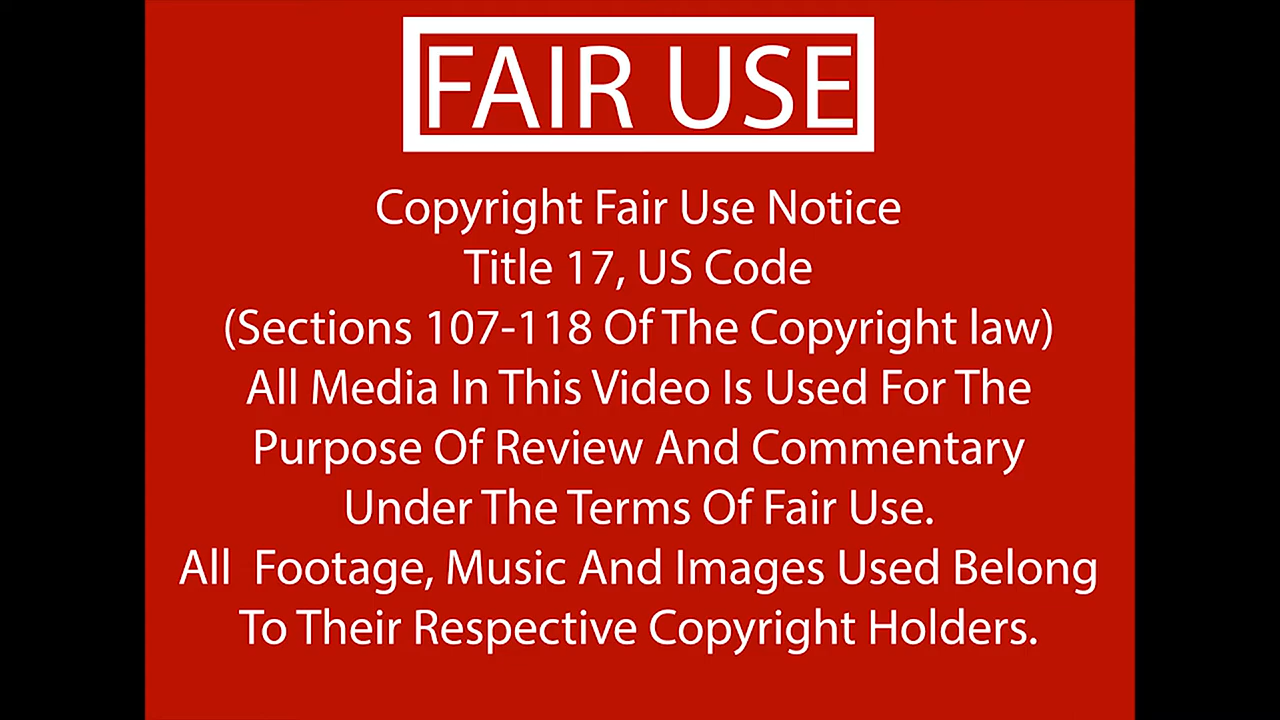 FAIR USE
Copyright Fair Use Notice
Title 17, US Code
(Sections 107-118 Of The Copyright law)
All Media In This Video Is Used For The
Purpose Of Review And Commentary
Under The Terms Of Fair Use.
All  Footage, Music And Images Used Belong
To Their Respective Copyright Holders.